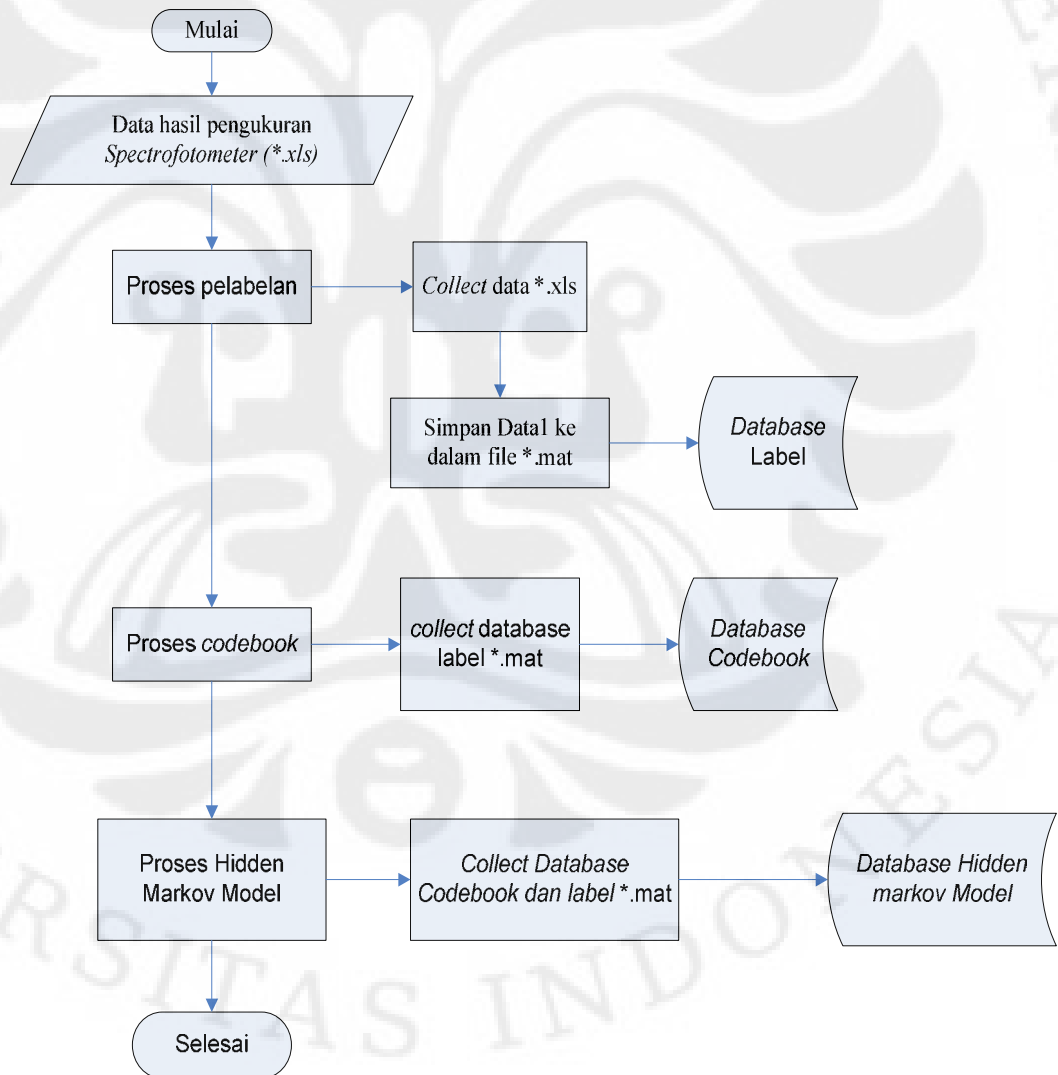 Mulai
Data hasil pengukuran
Spectrofotometer (*.xls)
Proses pelabelan
Collect data *.xls
Simpan Data1 ke
dalam file *.mat
Database
Label
Proses codebook
collect database
label *.mat
Database
Codebook
Proses Hidden
Markov Model
Collect Database
Codebook dan label *.mat
Database Hidden
markov Model
Selesai
ERSITAS INDONESIA